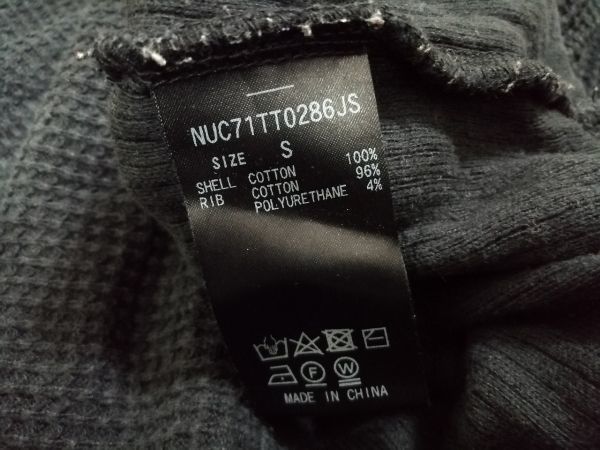 NUC71TT0286JS
SIZE S
SHELL COTTON 100%
RIB COTTON 96%
POLYURETHANE 4%
F W
MADE IN CHINA